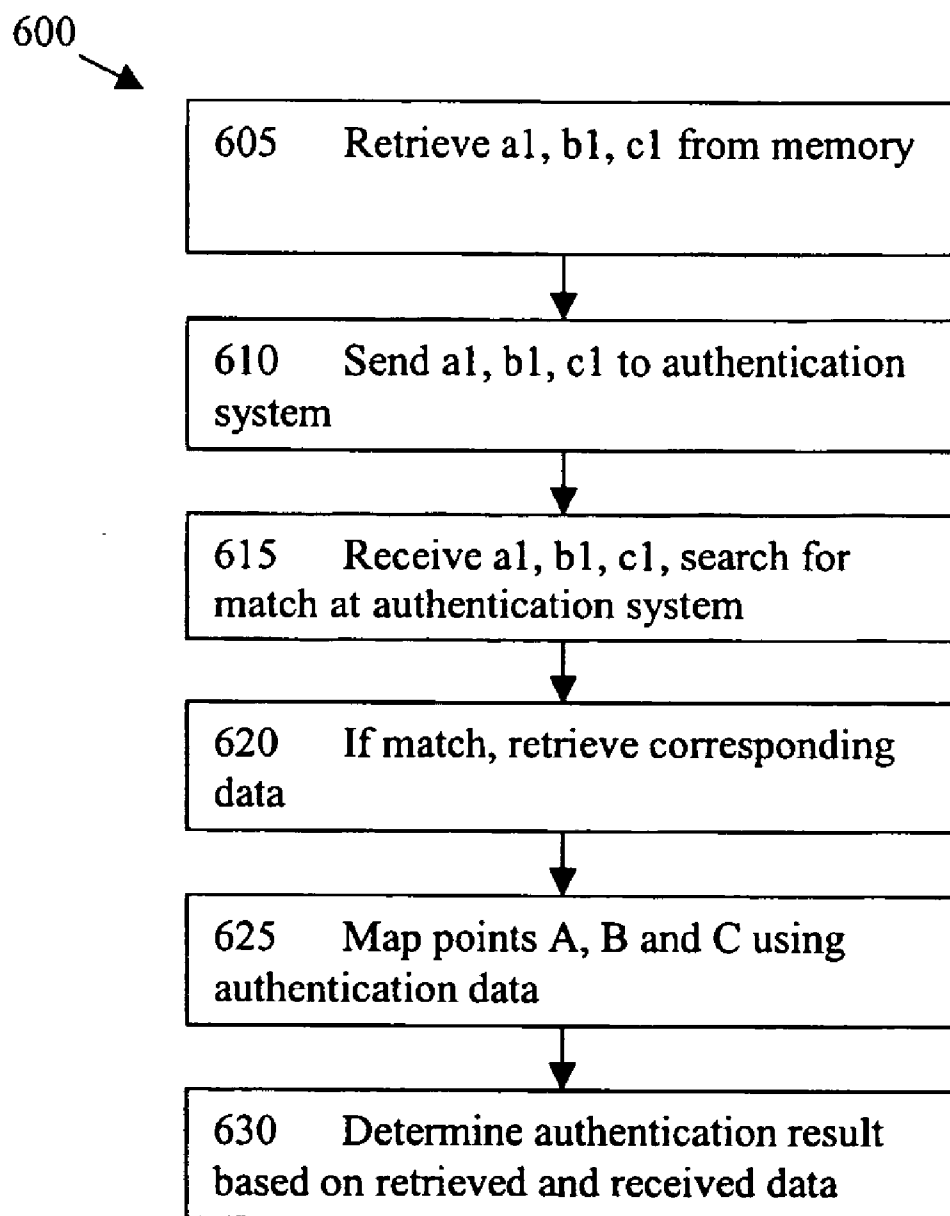 600
605 Retrieve a1, b1, c1 from memory
610 Send a1, b1, c1 to authentication
system
615 Receive a1, b1, c1, search for
match at authentication system
620 If match, retrieve corresponding
data
625 Map points A, B and C using
authentication data
630 Determine authentication result
based on retrieved and received data